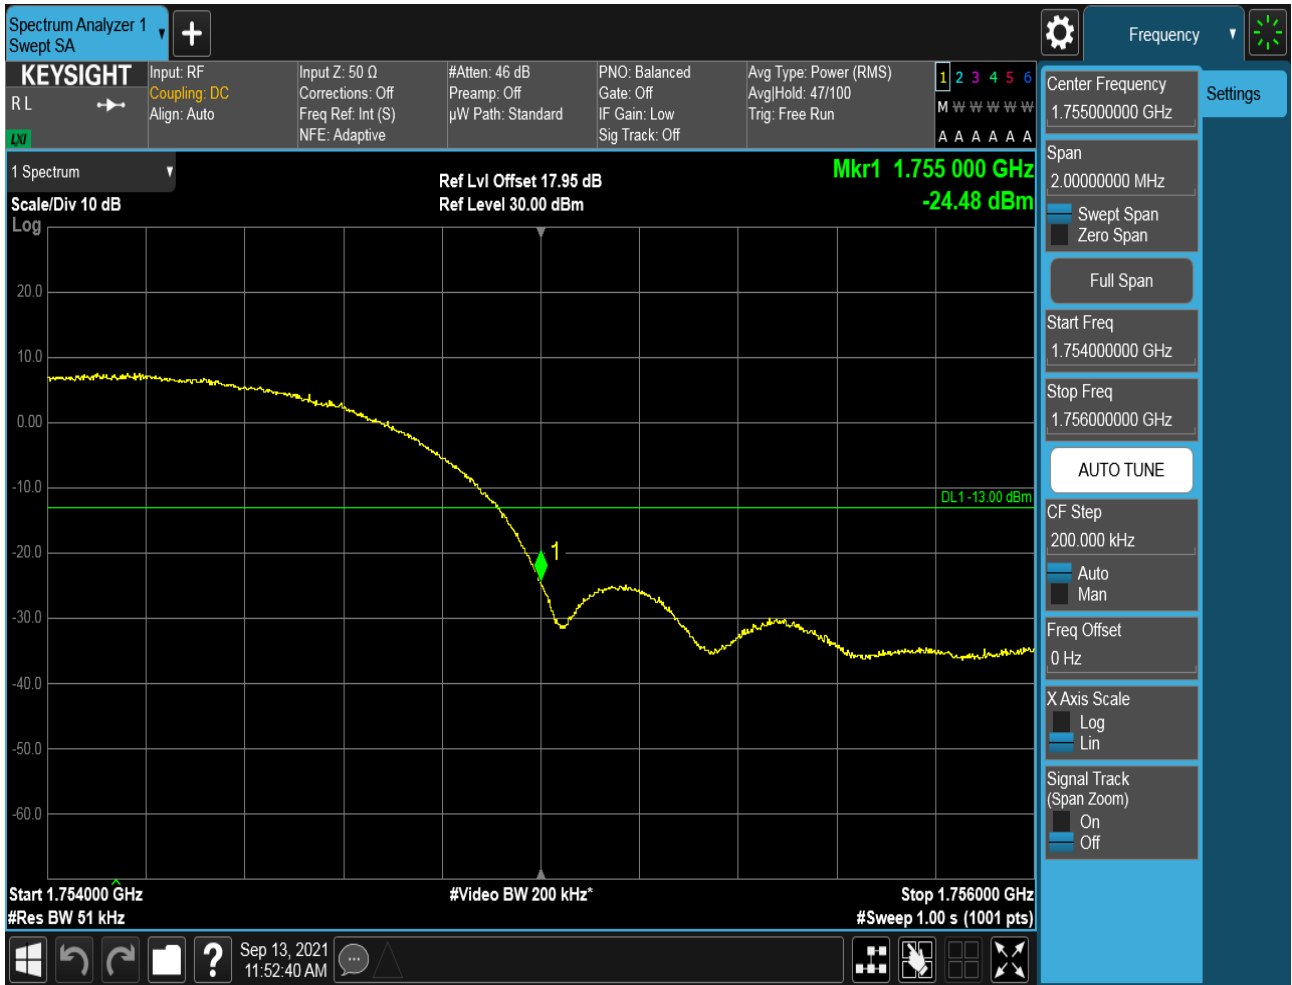 Spectrum Analyzer 1
Swept SA
Frequency
KEYSIGHT
R L
LXI
Input: RF
Coupling: DC
Align: Auto
Input Z: 50 Ω
Corrections: Off
Freq Ref: Int (S)
NFE: Adaptive
#Atten: 46 dB
Preamp: Off
µW Path: Standard
PNO: Balanced
Gate: Off
IF Gain: Low
Sig Track: Off
Avg Type: Power (RMS)
Avg|Hold: 47/100
Trig: Free Run
1 2 3 4 5 6
M W W W W W
A A A A A A
1 Spectrum
Scale/Div 10 dB
Log
Ref Lvl Offset 17.95 dB
Ref Level 30.00 dBm
Mkr1 1.755 000 GHz
-24.48 dBm
20.0
10.0
0.00
-10.0
-20.0
-30.0
-40.0
-50.0
-60.0
DL1 -13.00 dBm
1
Start 1.754000 GHz
#Res BW 51 kHz
#Video BW 200 kHz*
Stop 1.756000 GHz
#Sweep 1.00 s (1001 pts)
Center Frequency
1.755000000 GHz
Settings
Span
2.00000000 MHz
Swept Span
Zero Span
Full Span
Start Freq
1.754000000 GHz
Stop Freq
1.756000000 GHz
AUTO TUNE
CF Step
200.000 kHz
Auto
Man
Freq Offset
0 Hz
X Axis Scale
Log
Lin
Signal Track
(Span Zoom)
On
Off
?
Sep 13, 2021
11:52:40 AM